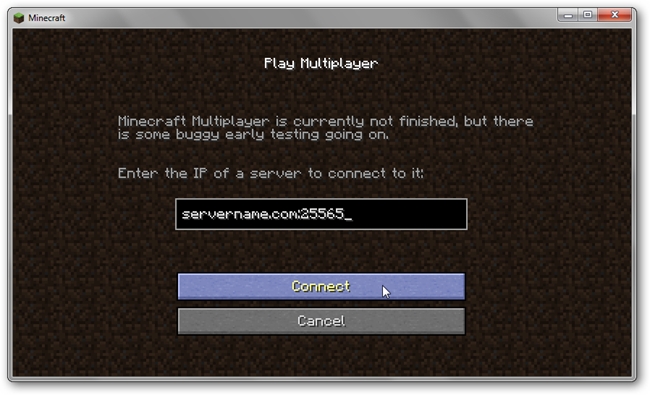 Minecraft
Play Multiplayer
Minecraft Multiplayer is currently not finished, but there
is some buggy early testing going on.
Enter the IP of a server to connect to it:
servername.com:25565_
Connect
Cancel